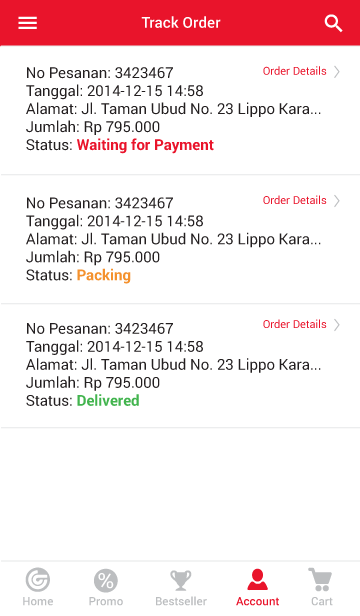 Track Order
No Pesanan: 3423467
Order Details
Tanggal: 2014-12-15 14:58
Alamat: Jl. Taman Ubud No. 23 Lippo Kara...
Jumlah: Rp 795.000
Status: Waiting for Payment
No Pesanan: 3423467
Order Details
Tanggal: 2014-12-15 14:58
Alamat: Jl. Taman Ubud No. 23 Lippo Kara...
Jumlah: Rp 795.000
Status: Packing
No Pesanan: 3423467
Order Details
Tanggal: 2014-12-15 14:58
Alamat: Jl. Taman Ubud No. 23 Lippo Kara...
Jumlah: Rp 795.000
Status: Delivered
Home Promo Bestseller Account Cart